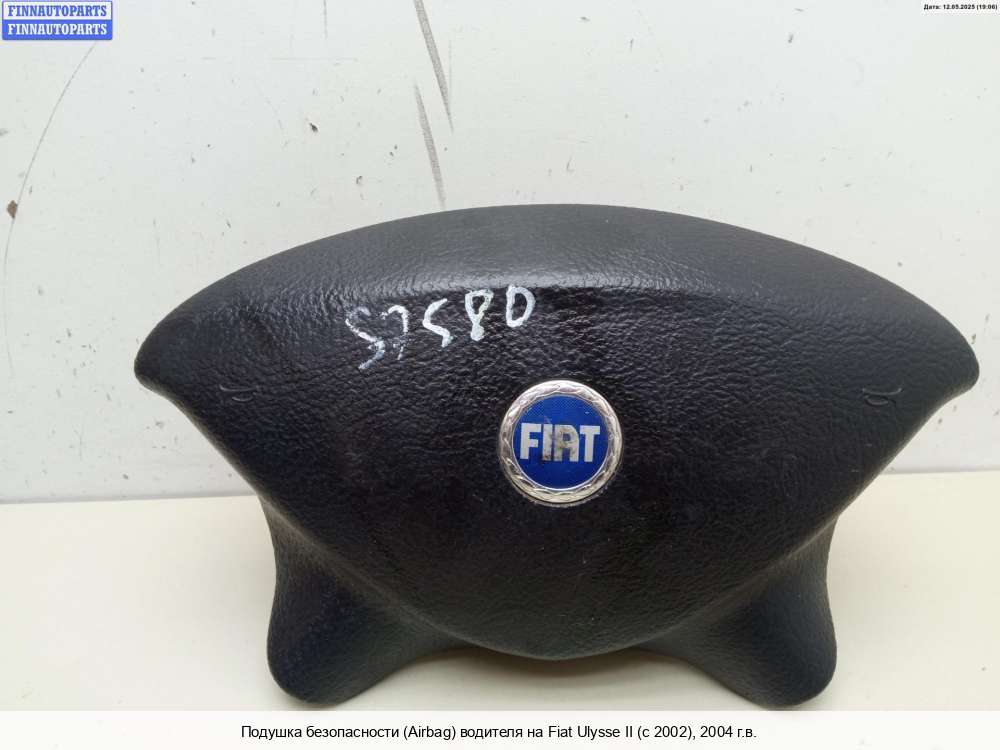 FINNAUTOPARTS
FINNAUTOPARTS
Дата: 12.05.2025 (19:06)
S7580
FIAT
Подушка безопасности (Airbag) водителя на Fiat Ulysse II (с 2002), 2004 г.в.